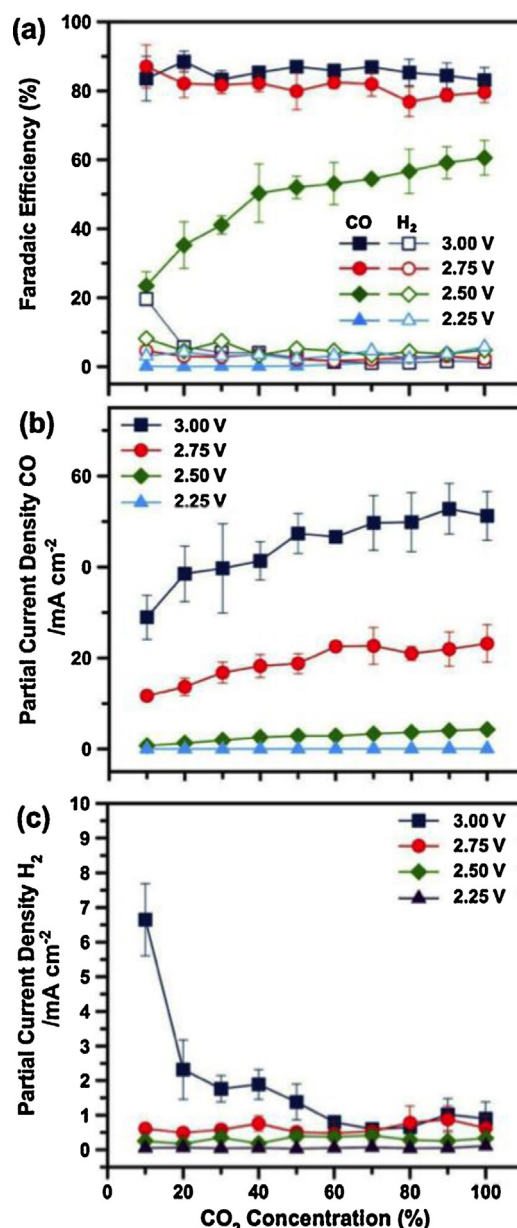 (a)
100
80
60
40
20
0
Faradaic Efficiency (%)
CO H2
3.00 V
2.75 V
2.50 V
2.25 V
(b)
60
0
20
0
Partial Current Density CO
/mA cm-2
3.00 V
2.75 V
2.50 V
2.25 V
(c)
10
9
8
7
6
5
4
3
2
1
0
Partial Current Density H2
/mA cm-2
3.00 V
2.75 V
2.50 V
2.25 V
0 20 40 60 80 100
CO2 Concentration (%)